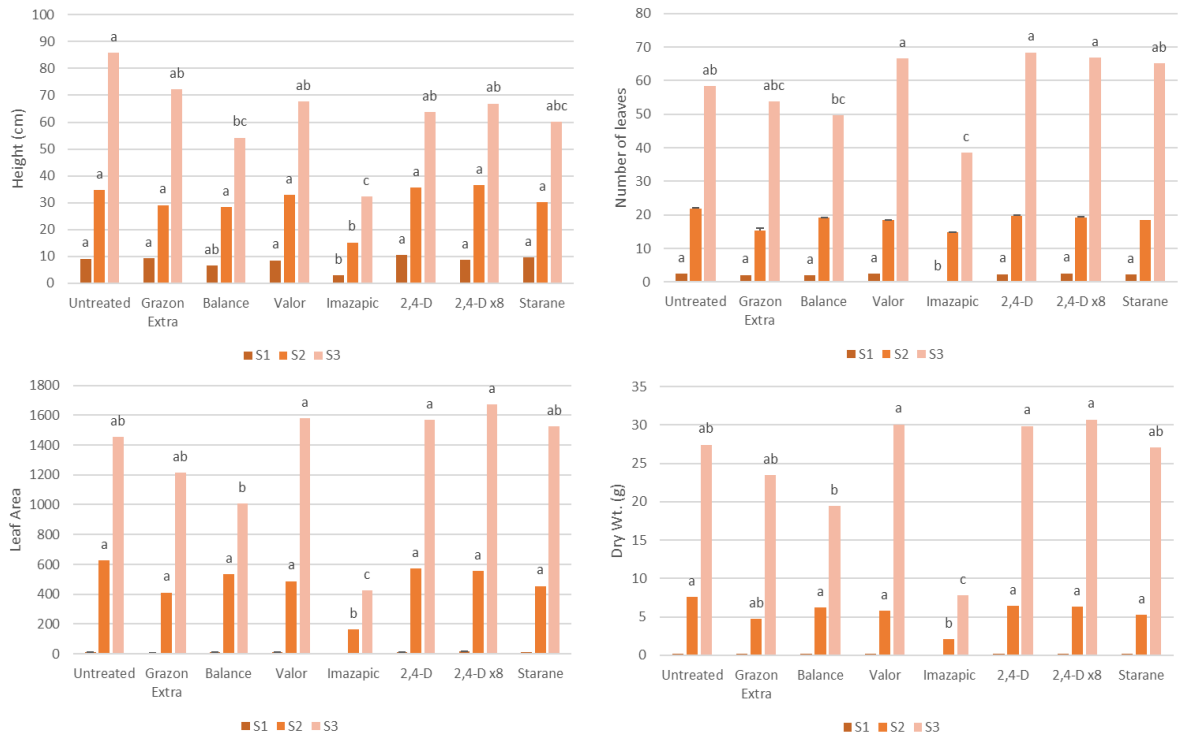 Height (cm)
100
90
80
70
60
50
40
30
20
10
0
a ab bc ab c ab ab abc
a a a a b a a a
a a ab a b a a a
Untreated Grazon Balance Valor Imazapic 2,4-D 2,4-D x8 Starane
Extra
S1 S2 S3
Number of leaves
80
70
60
50
40
30
20
10
0
ab abc bc a c a a ab
a a a a b a a a
Untreated Grazon Balance Valor Imazapic 2,4-D 2,4-D x8 Starane
Extra
S1 S2 S3
Leaf Area
1800
1600
1400
1200
1000
800
600
400
200
0
ab ab b a c a a ab
a a a a b a a a
Untreated Grazon Balance Valor Imazapic 2,4-D 2,4-D x8 Starane
Extra
S1 S2 S3
Dry Wt. (g)
35
30
25
20
15
10
5
0
ab ab b a c a a ab
a ab a a b a a a
Untreated Grazon Balance Valor Imazapic 2,4-D 2,4-D x8 Starane
Extra
S1 S2 S3